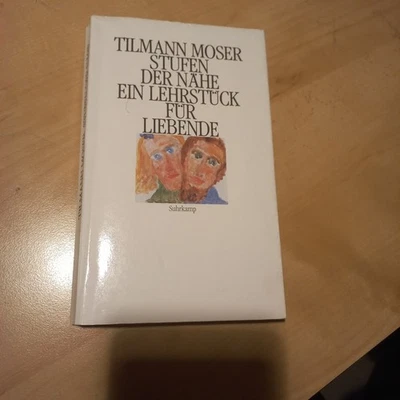 TILMANN MOSER
STUFEN
DER NÄHE
EIN LEHRSTÜCK
FÜR
LIEBENDE
Suhrkamp